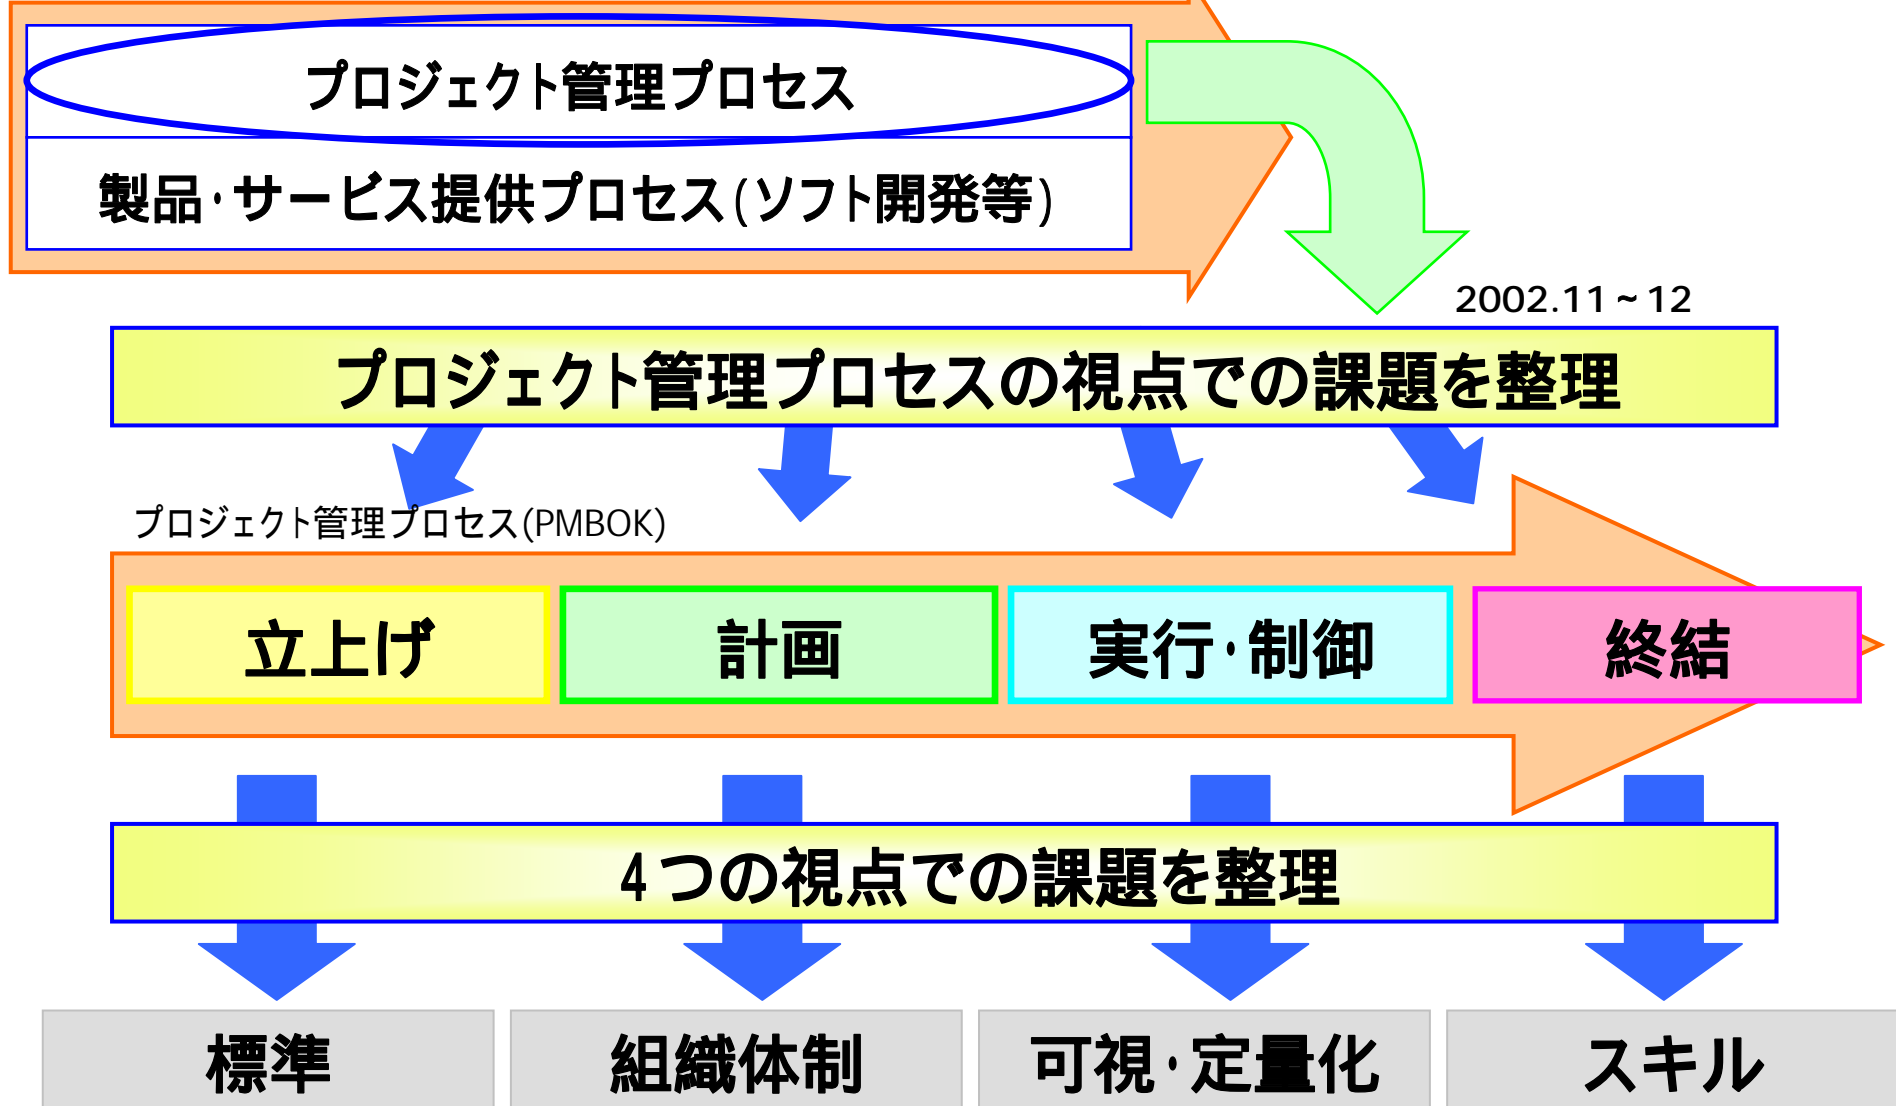 プロジェクト管理プロセス
製品･サービス提供プロセス(ソフト開発等)
2002.11~12
プロジェクト管理プロセスの視点での課題を整理
プロジェクト管理プロセス(PMBOK)
立上げ
計画
実行･制御
終結
4つの視点での課題を整理
標準
組織体制
可視･定量化
スキル